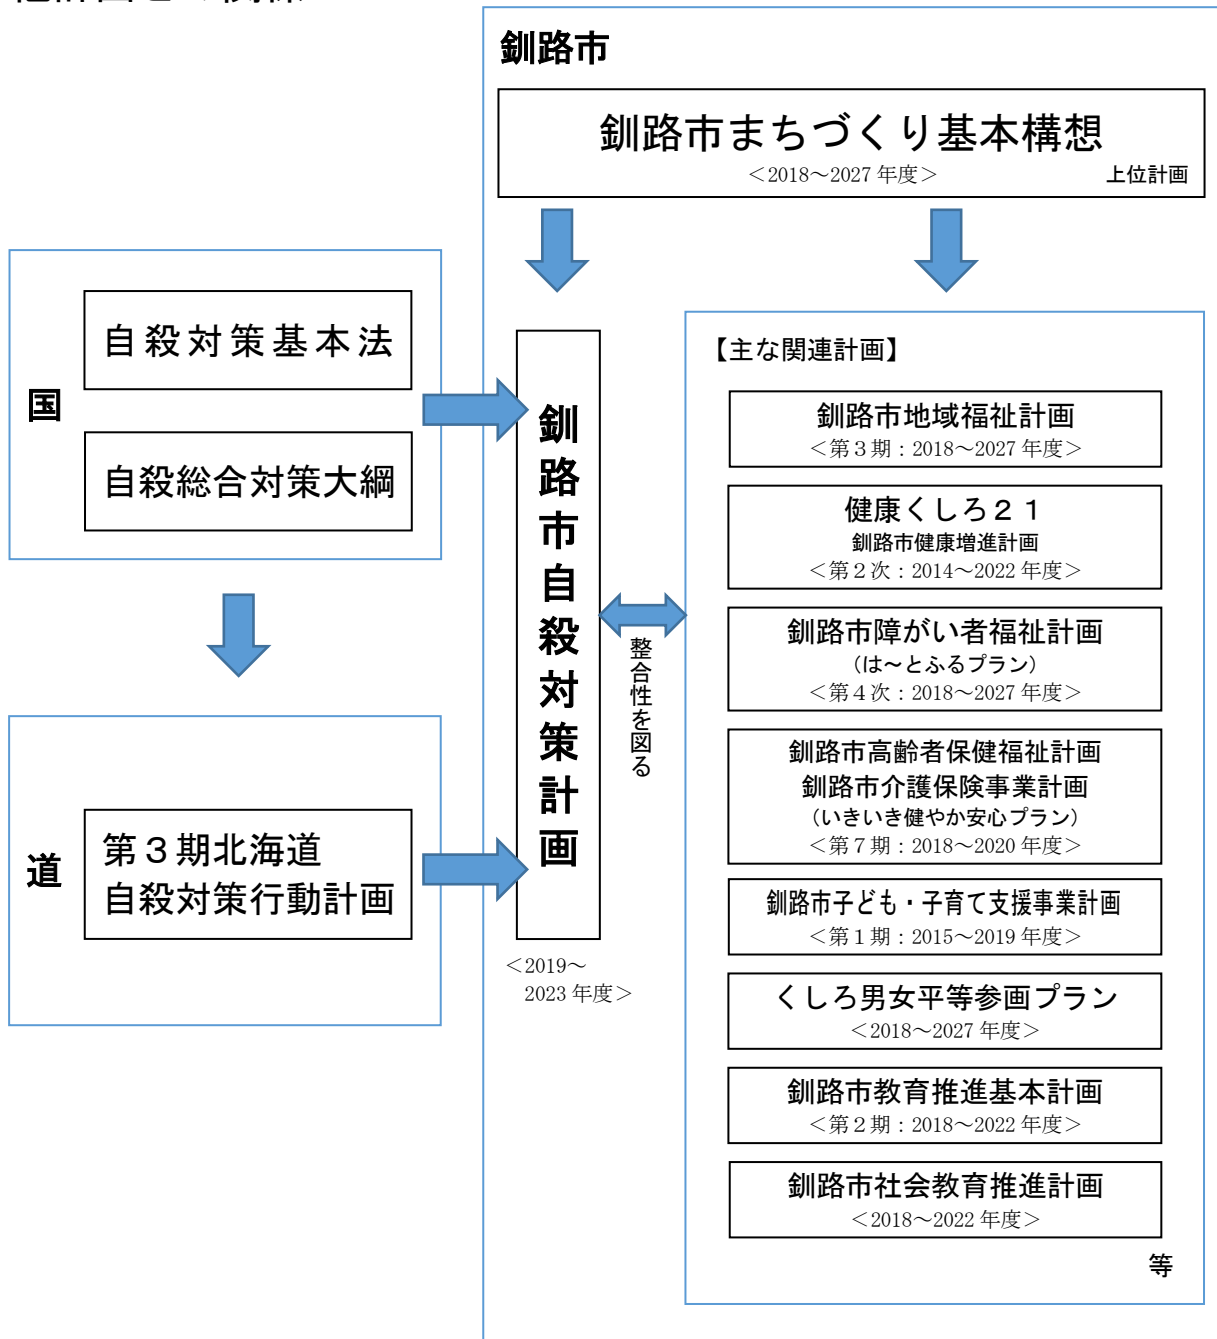 釧路市
釧路市まちづくり基本構想
＜2018～2027 年度＞
上位計画
国
自殺対策基本法
自殺総合対策大綱
道
第３期北海道
自殺対策行動計画
釧路市自殺対策計画
＜2019～
2023 年度＞
整合性を図る
【主な関連計画】
釧路市地域福祉計画
＜第３期：2018～2027 年度＞
健康くしろ２１
釧路市健康増進計画
＜第２次：2014～2022 年度＞
釧路市障がい者福祉計画
（は～とふるプラン）
＜第４次：2018～2027 年度＞
釧路市高齢者保健福祉計画
釧路市介護保険事業計画
（いきいき健やか安心プラン）
＜第７期：2018～2020 年度＞
釧路市子ども・子育て支援事業計画
＜第１期：2015～2019 年度＞
くしろ男女平等参画プラン
＜2018～2027 年度＞
釧路市教育推進基本計画
＜第２期：2018～2022 年度＞
釧路市社会教育推進計画
＜2018～2022 年度＞
等